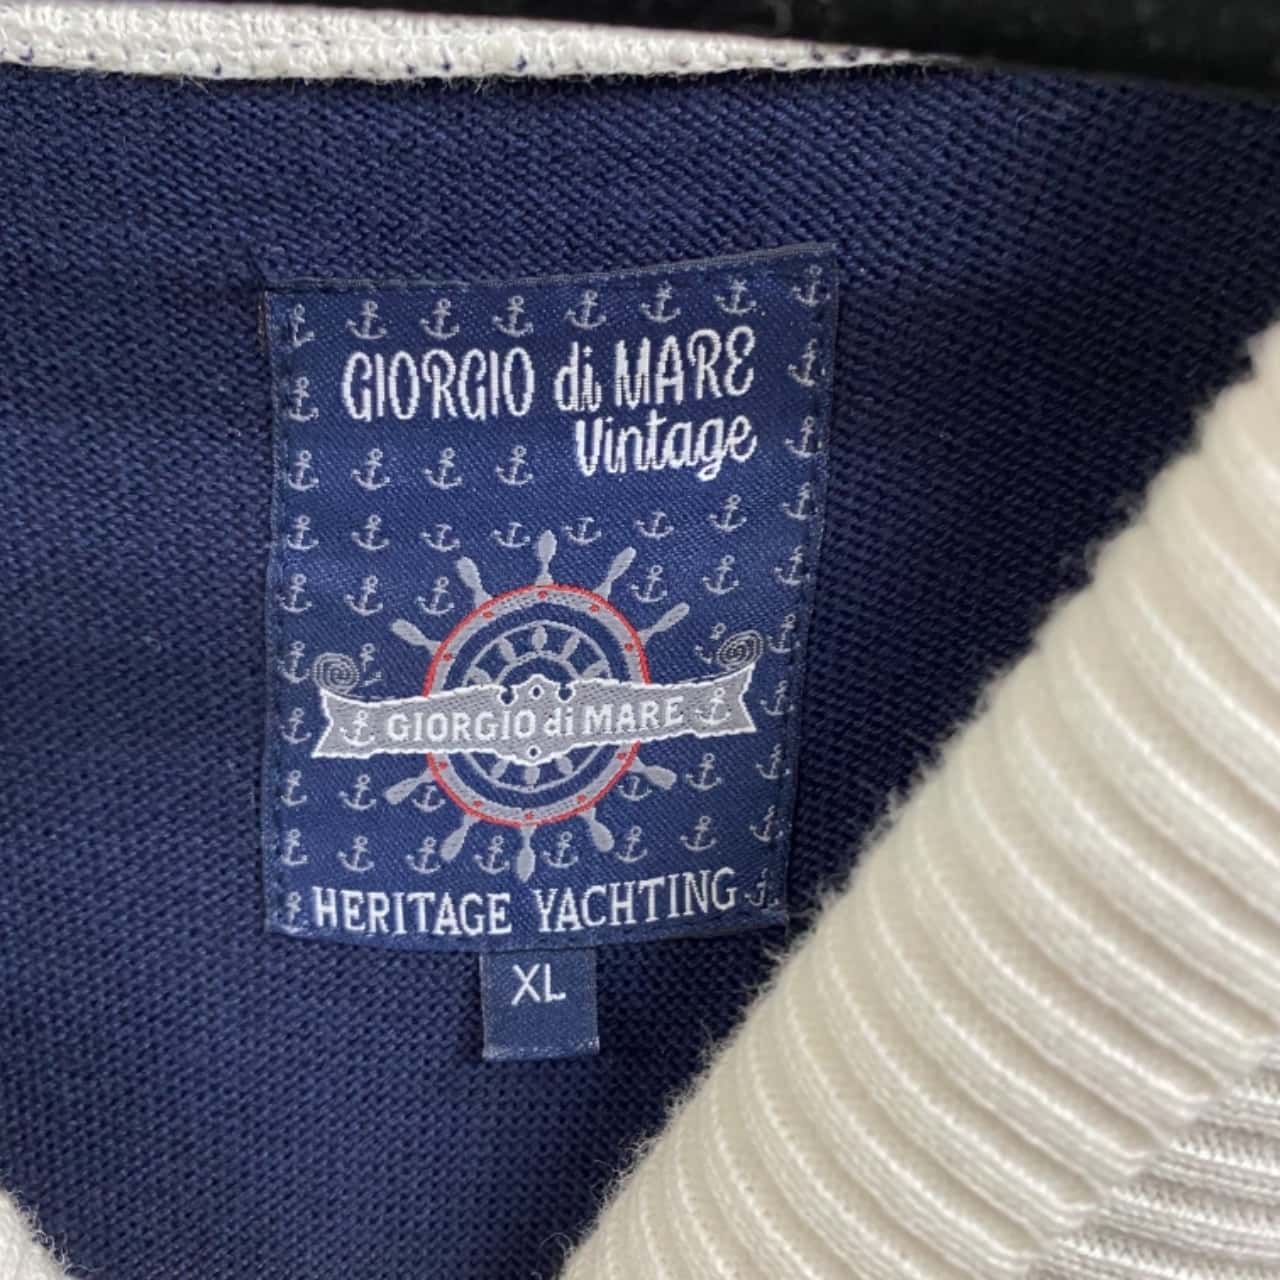 GIORGIO di MARE
Vintage
GIORGIO di MARE
HERITAGE YACHTING
XL